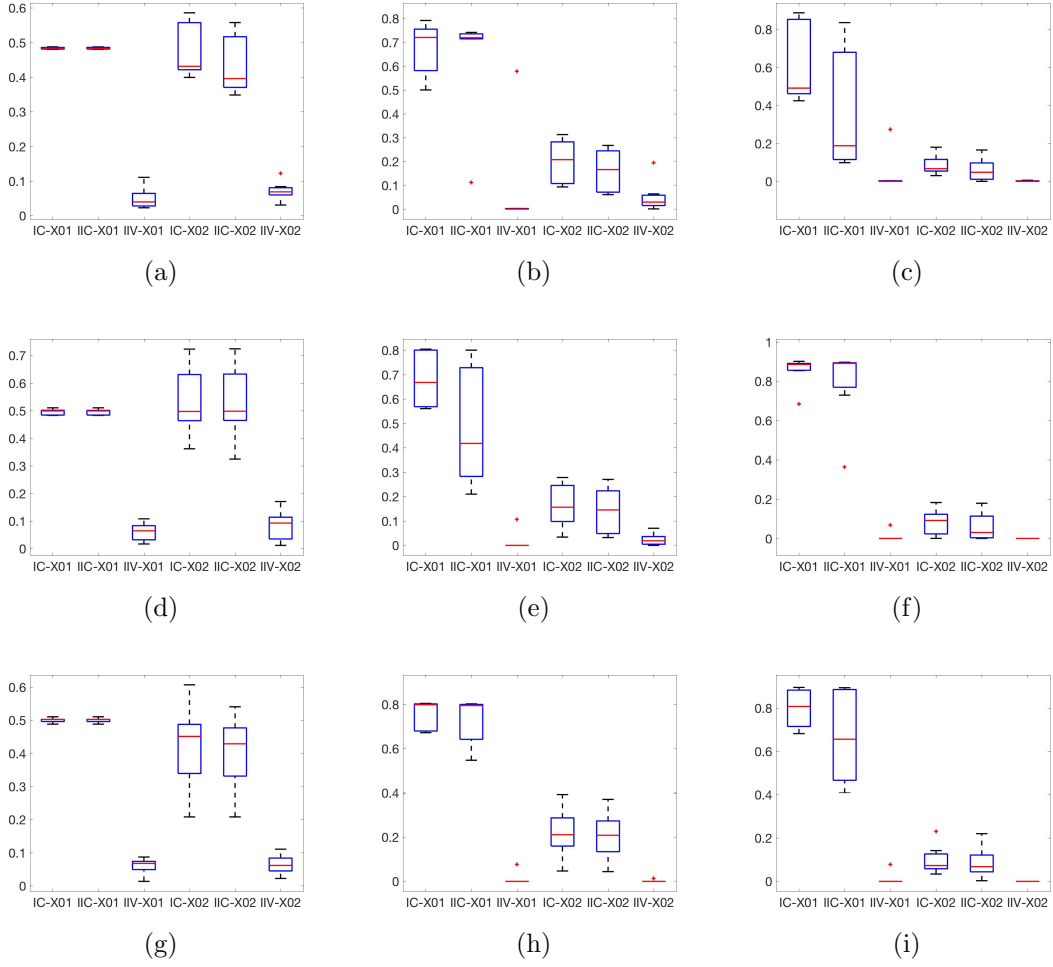 0.6 0.5 0.4 0.3 0.2 0.1 0
IC-X01 IIC-X01 IIV-X01 IC-X02 IIC-X02 IIV-X02
(a)
0.8 0.7 0.6 0.5 0.4 0.3 0.2 0.1 0
IC-X01 IIC-X01 IIV-X01 IC-X02 IIC-X02 IIV-X02
(b)
0.8 0.6 0.4 0.2 0
IC-X01 IIC-X01 IIV-X01 IC-X02 IIC-X02 IIV-X02
(c)
0.7 0.6 0.5 0.4 0.3 0.2 0.1 0
IC-X01 IIC-X01 IIV-X01 IC-X02 IIC-X02 IIV-X02
(d)
0.8 0.7 0.6 0.5 0.4 0.3 0.2 0.1 0
IC-X01 IIC-X01 IIV-X01 IC-X02 IIC-X02 IIV-X02
(e)
1 0.8 0.6 0.4 0.2 0
IC-X01 IIC-X01 IIV-X01 IC-X02 IIC-X02 IIV-X02
(f)
0.6 0.5 0.4 0.3 0.2 0.1 0
IC-X01 IIC-X01 IIV-X01 IC-X02 IIC-X02 IIV-X02
(g)
0.8 0.6 0.4 0.2 0
IC-X01 IIC-X01 IIV-X01 IC-X02 IIC-X02 IIV-X02
(h)
0.8 0.6 0.4 0.2 0
IC-X01 IIC-X01 IIV-X01 IC-X02 IIC-X02 IIV-X02
(i)